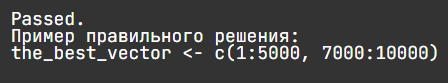 Passed.
Пример правильного решения:
the_best_vector <- c(1:5000, 7000:10000)